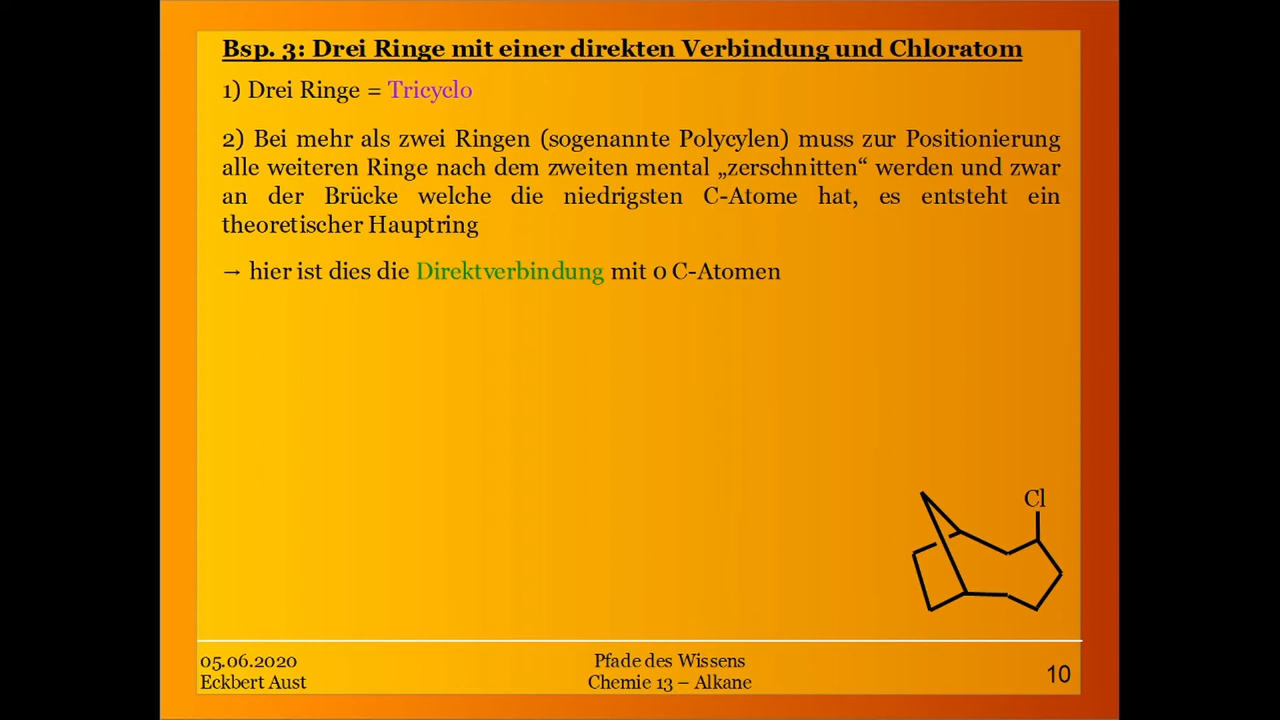 Bsp. 3: Drei Ringe mit einer direkten Verbindung und Chloratom
1) Drei Ringe = Tricyclo
2) Bei mehr als zwei Ringen (sogenannte Polycylen) muss zur Positionierung
alle weiteren Ringe nach dem zweiten mental „zerschnitten“ werden und zwar
an der Brücke welche die niedrigsten C-Atome hat, es entsteht ein
theoretischer Hauptring
→ hier ist dies die Direktverbindung mit 0 C-Atomen
Cl
05.06.2020
Eckbert Aust
Pfade des Wissens
Chemie 13 – Alkane
10